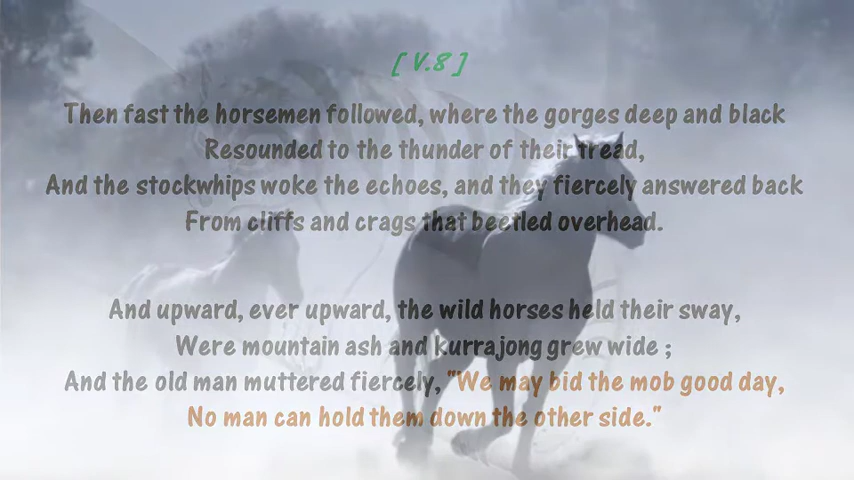 [ V.8 ]
Then fast the horsemen followed, where the gorges deep and black
Resounded to the thunder of their tread,
And the stockwhips woke the echoes, and they fiercely answered back
From cliffs and crags that beetled overhead.
And upward, ever upward, the wild horses held their sway,
Were mountain ash and kurrajong grew wide ;
And the old man muttered fiercely, "We may bid the mob good day,
No man can hold them down the other side."